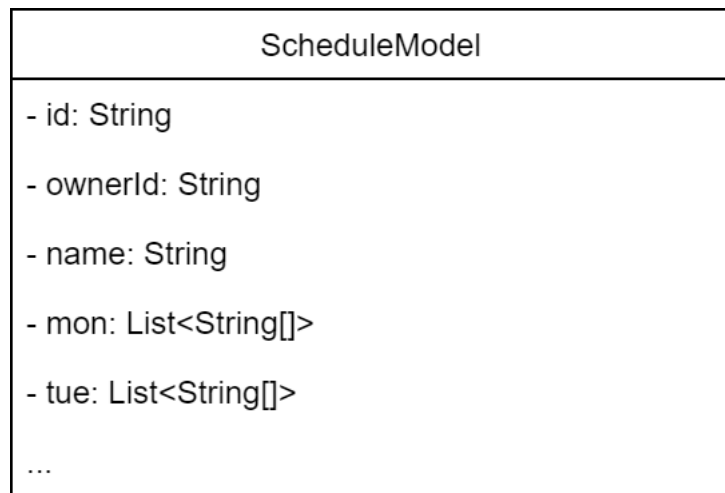 ScheduleModel
- id: String
- ownerId: String
- name: String
- mon: List<String[]>
- tue: List<String[]>
...